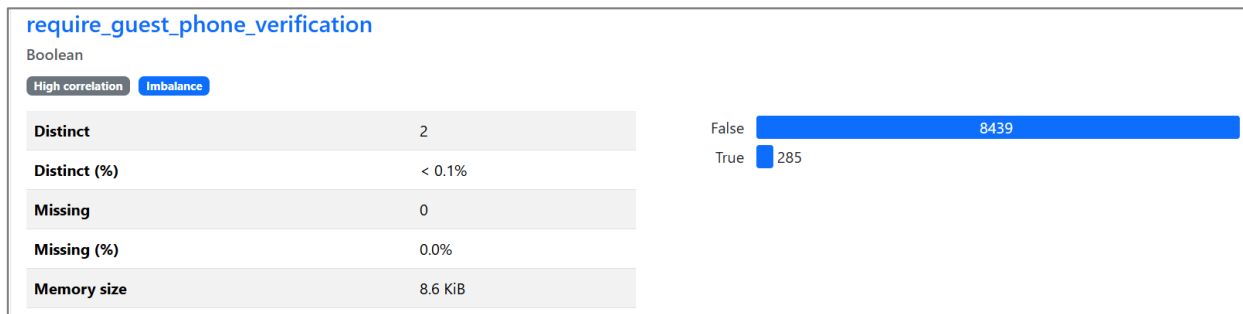 require_guest_phone_verification
Boolean
High correlation Imbalance
Distinct 2
Distinct (%) < 0.1%
Missing 0
Missing (%) 0.0%
Memory size 8.6 KiB
False 8439
True 285